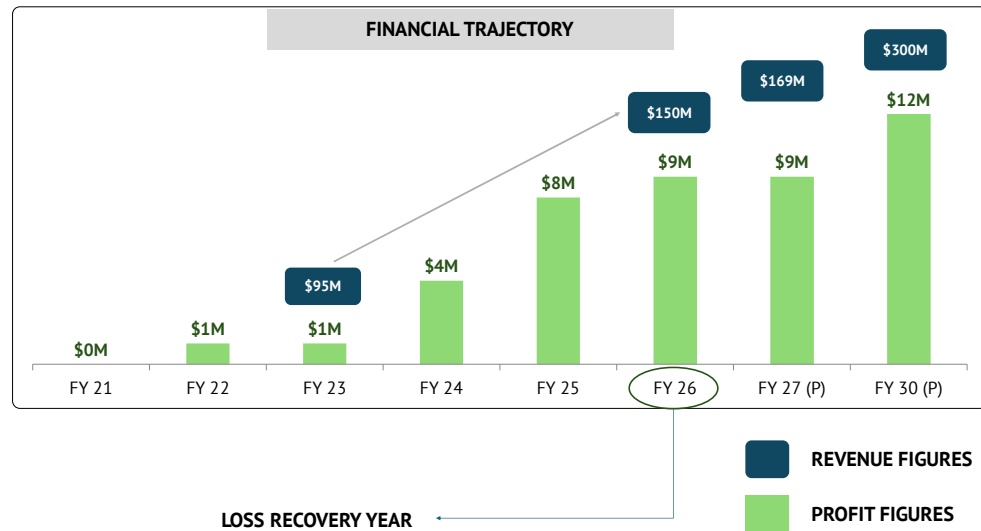 FINANCIAL TRAJECTORY
$300M
$169M
$150M
$12M
$9M
$9M
$8M
$95M
$4M
$1M
$1M
$0M
FY 21
FY 22
FY 23
FY 24
FY 25
FY 26
FY 27 (P)
FY 30 (P)
REVENUE FIGURES
PROFIT FIGURES
LOSS RECOVERY YEAR